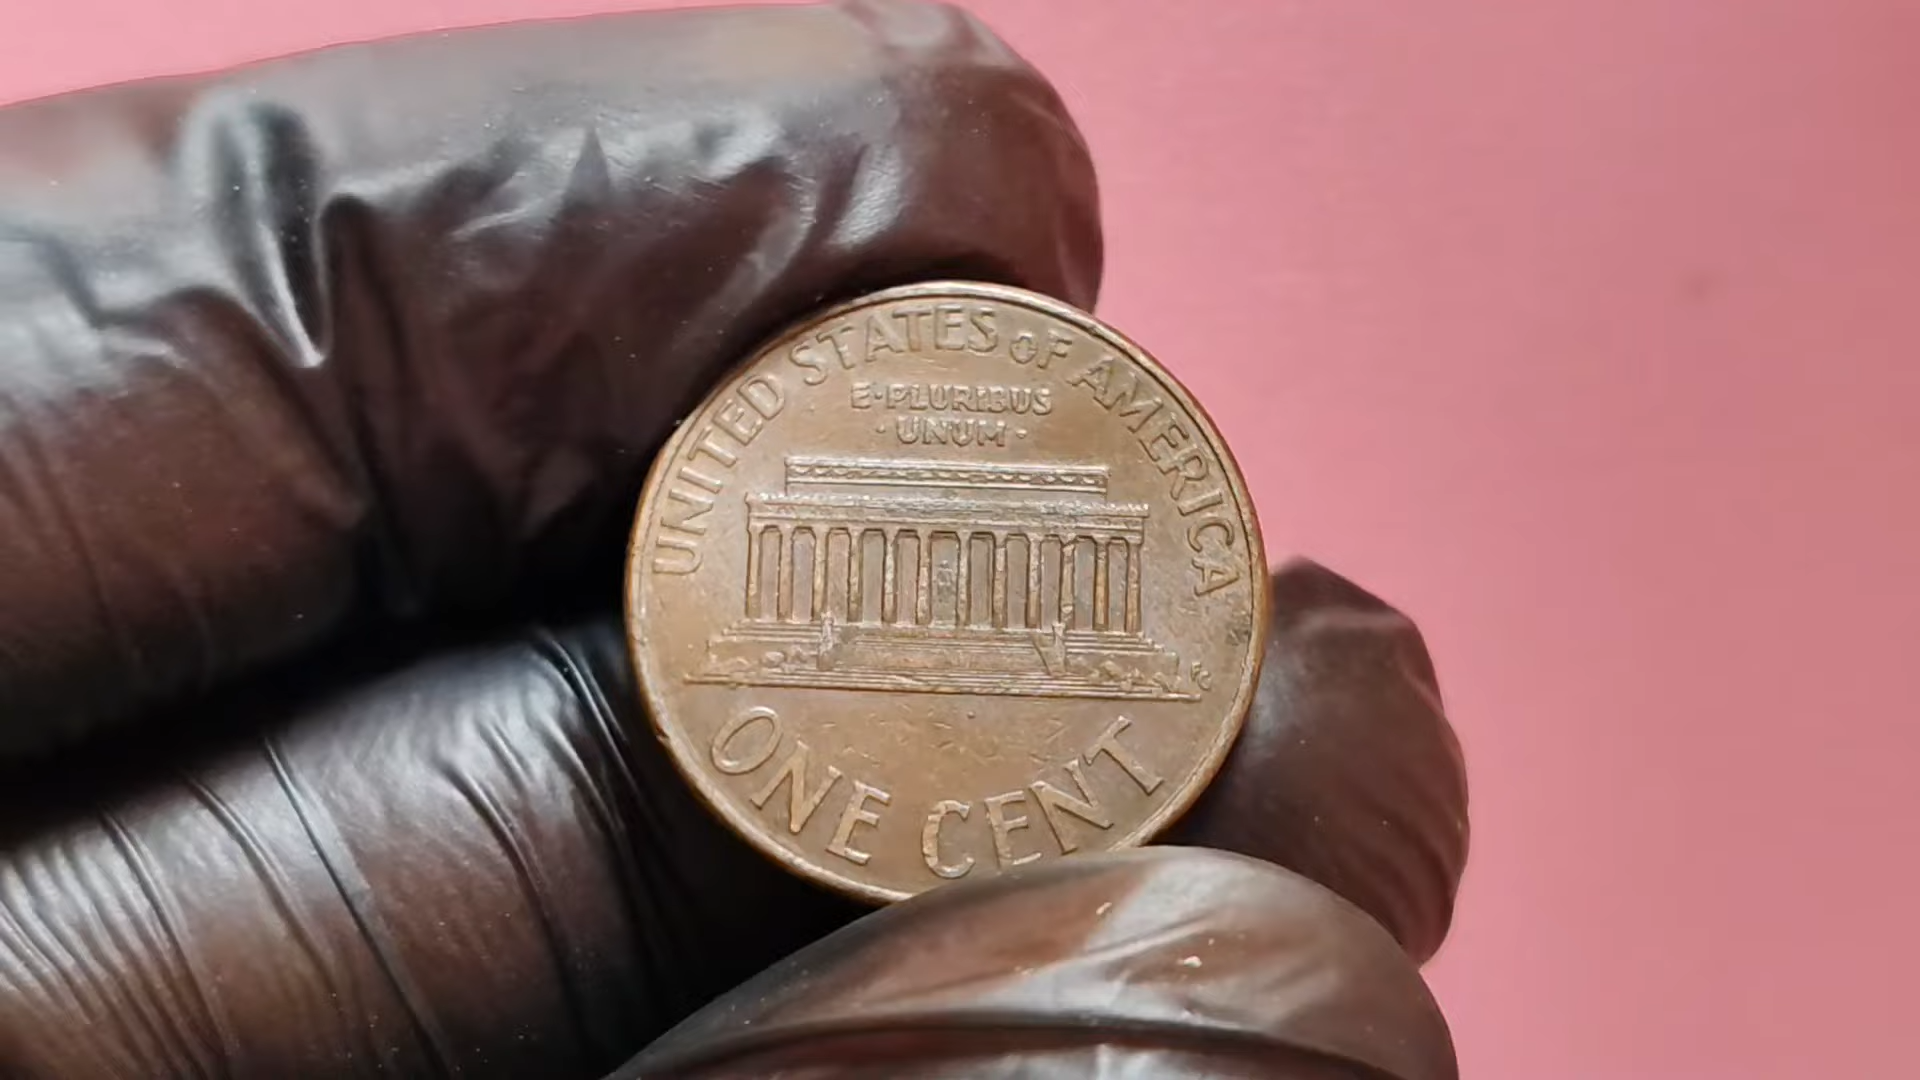 UNITED STATES OF AMERICA
E·PLURIBUS
·UNUM·
ONE CENT